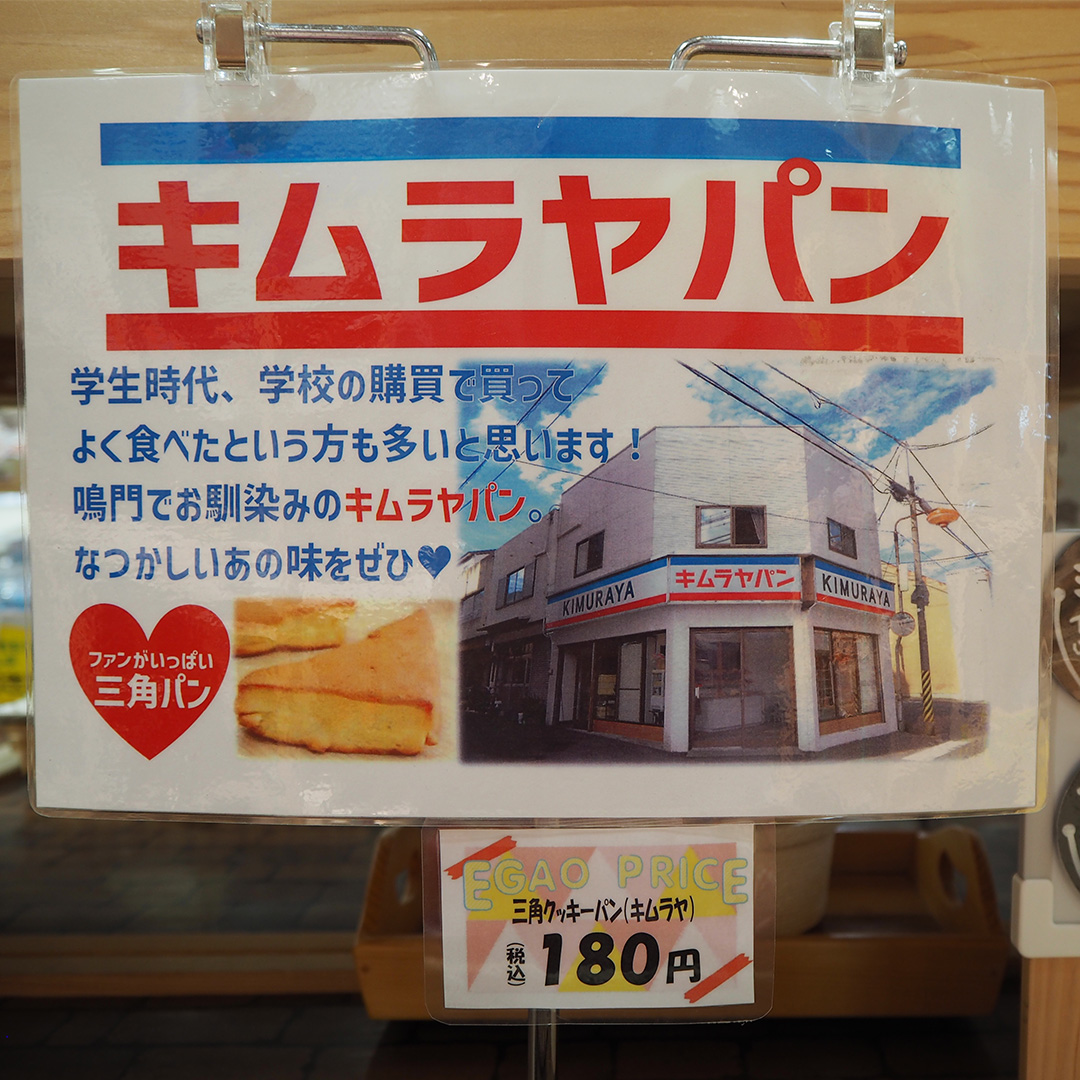 キムラヤパン
学生時代、学校の購買で買って
よく食べたという方も多いと思います！
鳴門でお馴染みのキムラヤパン。
なつかしいあの味をぜひ♥
KIMURAYA
キムラヤパン
KIMURAYA
ファンがいっぱい
三角パン
EGAO PRICE
三角クッキーパン(キムラヤ)
(税込)180円